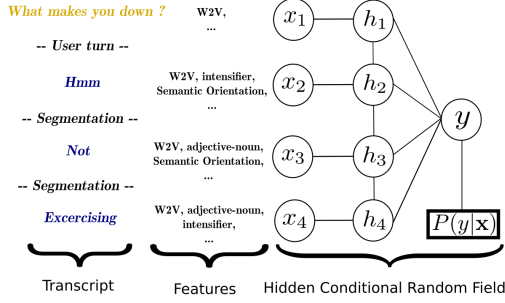 What makes you down ?
W2V,
...
x1
h1
-- User turn --
Hmm
W2V, intensifier,
Semantic Orientation,
...
x2
h2
-- Segmentation --
y
Not
W2V, adjective-noun,
Semantic Orientation,
...
x3
h3
-- Segmentation --
Excercising
W2V, adjective-noun,
intensifier,
...
x4
h4
P(y|x)
Transcript
Features
Hidden Conditional Random Field